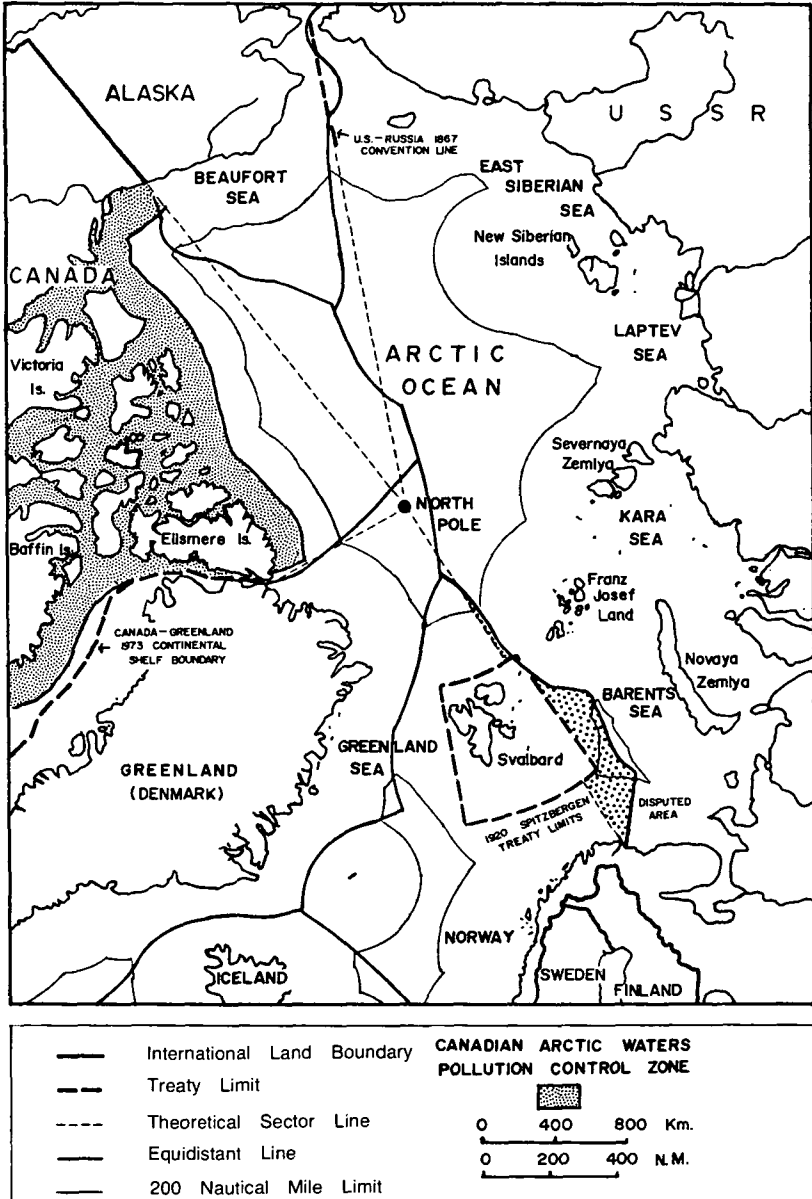 ALASKA
U S S R
U.S.–RUSSIA 1867
CONVENTION LINE
BEAUFORT
SEA
EAST
SIBERIAN
SEA
New Siberian
Islands
CANADA
LAPTEV
SEA
ARCTIC
OCEAN
Victoria
Is.
Severnaya
Zemlya
NORTH
POLE
KARA
SEA
Ellsmere Is.
Baffin Is.
Franz
Josef
Land
CANADA–GREENLAND
1973 CONTINENTAL
SHELF BOUNDARY
Novaya
Zemlya
BARENTS
SEA
GREENLAND
SEA
Svalbard
GREENLAND
(DENMARK)
DISPUTED
AREA
1920 SPITZBERGEN
TREATY LIMITS
NORWAY
ICELAND
SWEDEN
FINLAND
International Land Boundary
Treaty Limit
Theoretical Sector Line
Equidistant Line
200 Nautical Mile Limit
CANADIAN ARCTIC WATERS
POLLUTION CONTROL ZONE
0 400 800 Km.
0 200 400 N.M.